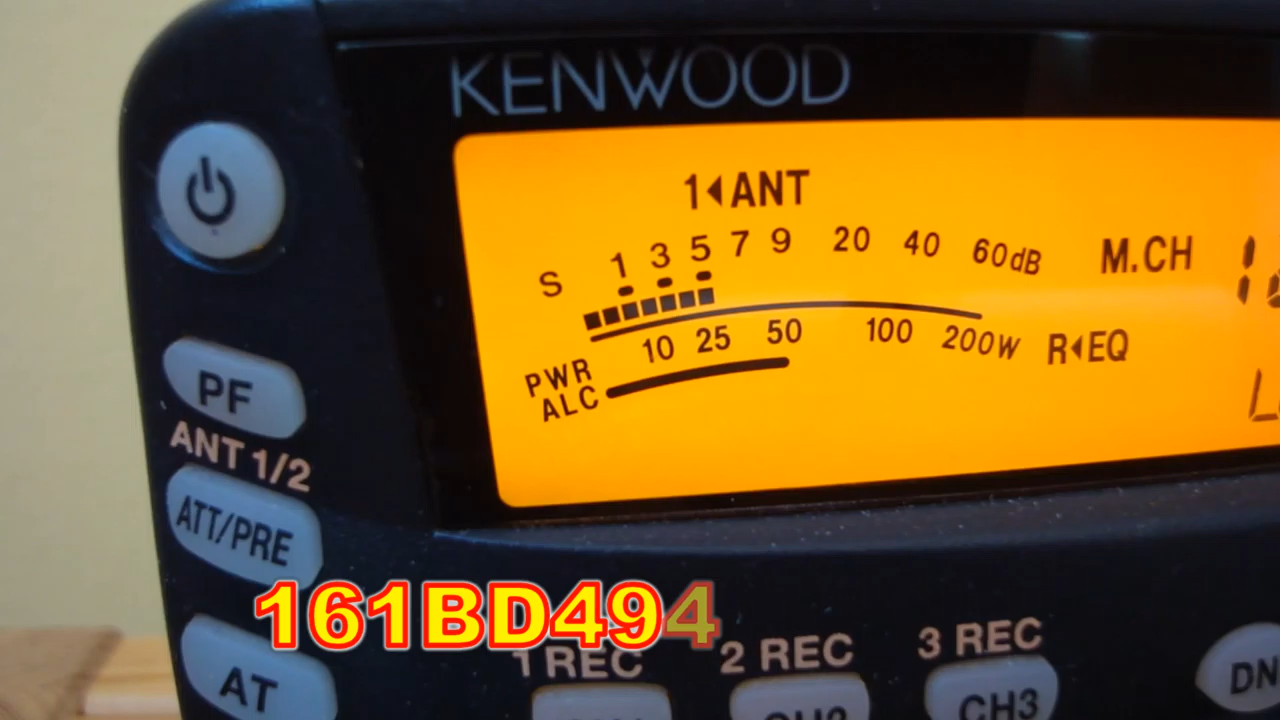 KENWOOD
1◀ANT
S 1 3 5 7 9 20 40 60dB
M.CH
10 25 50 100 200W
R◀EQ
PWR
ALC
PF
ANT 1/2
ATT/PRE
161BD494
1 REC 2 REC 3 REC
AT
CH3
DN